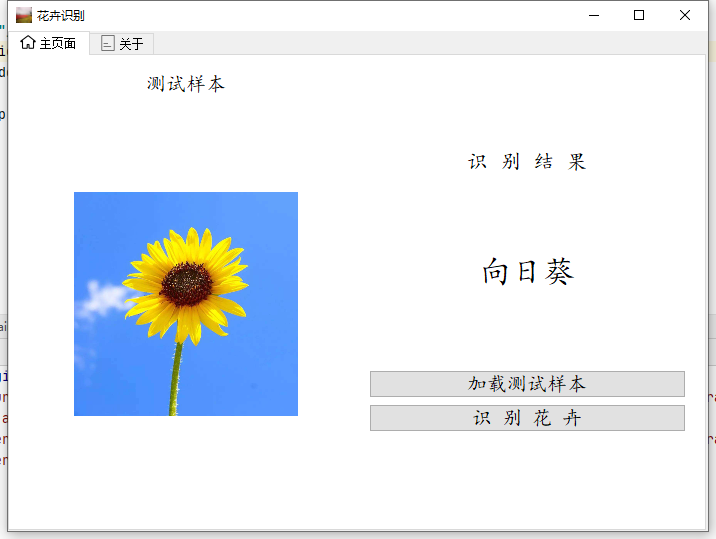 花卉识别
主页面
关于
测试样本
识 别 结 果
向日葵
加载测试样本
识 别 花 卉